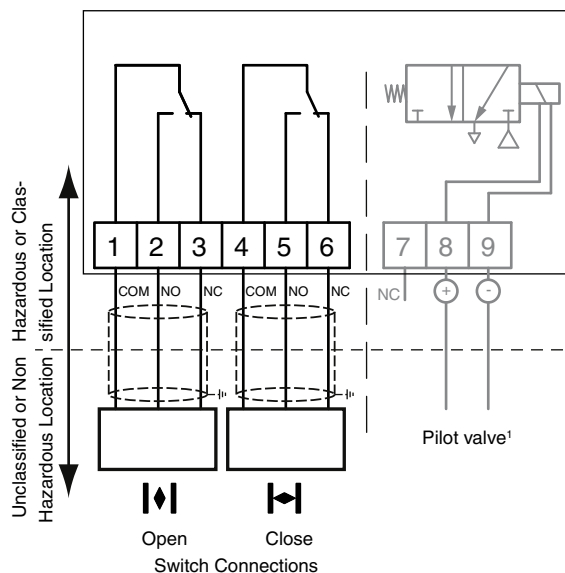 1 2 3 4 5 6 7 8 9
COM NO NC COM NO NC NC + -
Hazardous or Clas-
sified Location
Unclassified or Non
Hazardous Location
Pilot valve¹
Open Close
Switch Connections